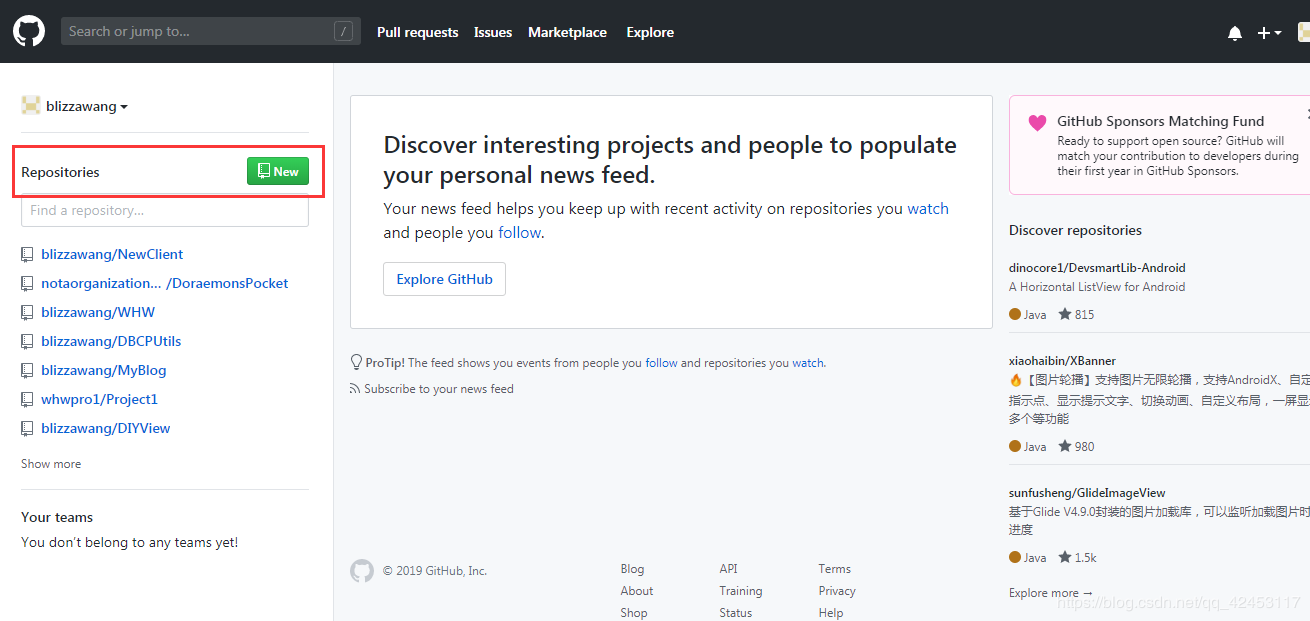 Search or jump to...
/
Pull requests
Issues
Marketplace
Explore
blizzawang
Repositories
New
Find a repository...
blizzawang/NewClient
notaorganization... /DoraemonsPocket
blizzawang/WHW
blizzawang/DBCPUtils
blizzawang/MyBlog
whwpro1/Project1
blizzawang/DIYView
Show more
Your teams
You don't belong to any teams yet!
Discover interesting projects and people to populate
your personal news feed.
Your news feed helps you keep up with recent activity on repositories you watch
and people you follow.
Explore GitHub
ProTip! The feed shows you events from people you follow and repositories you watch.
Subscribe to your news feed
© 2019 GitHub, Inc.
Blog
About
Shop
API
Training
Status
Terms
Privacy
Help
GitHub Sponsors Matching Fund
Ready to support open source? GitHub will
match your contribution to developers during
their first year in GitHub Sponsors.
Discover repositories
dinocore1/DevsmartLib-Android
A Horizontal ListView for Android
Java 815
xiaohaibin/XBanner
🔥【图片轮播】支持图片无限轮播，支持AndroidX、自定
指示点、显示提示文字、切换动画、自定义布局，一屏显
多个等功能
Java 980
sunfusheng/GlideImageView
基于Glide V4.9.0封装的图片加载库，可以监听加载图片时
进度
Java 1.5k
Explore more →
https://blog.csdn.net/qq_42453117